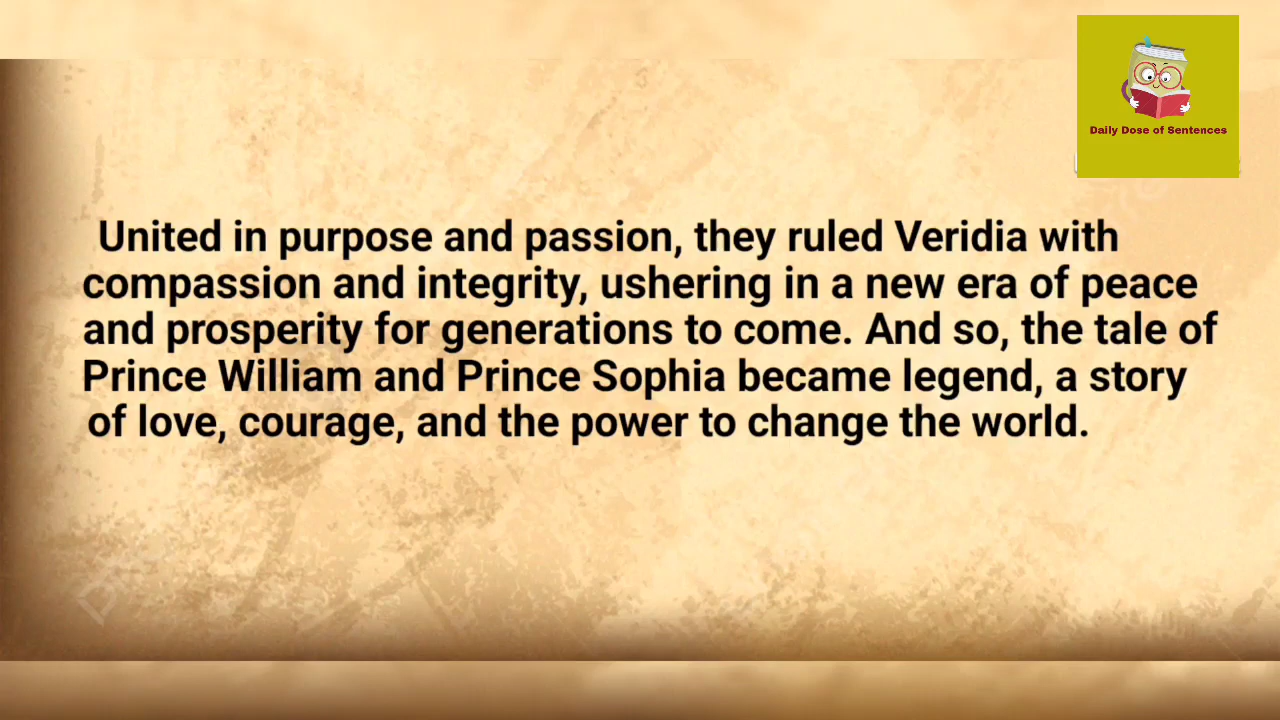 Daily Dose of Sentences
United in purpose and passion, they ruled Veridia with
compassion and integrity, ushering in a new era of peace
and prosperity for generations to come. And so, the tale of
Prince William and Prince Sophia became legend, a story
of love, courage, and the power to change the world.